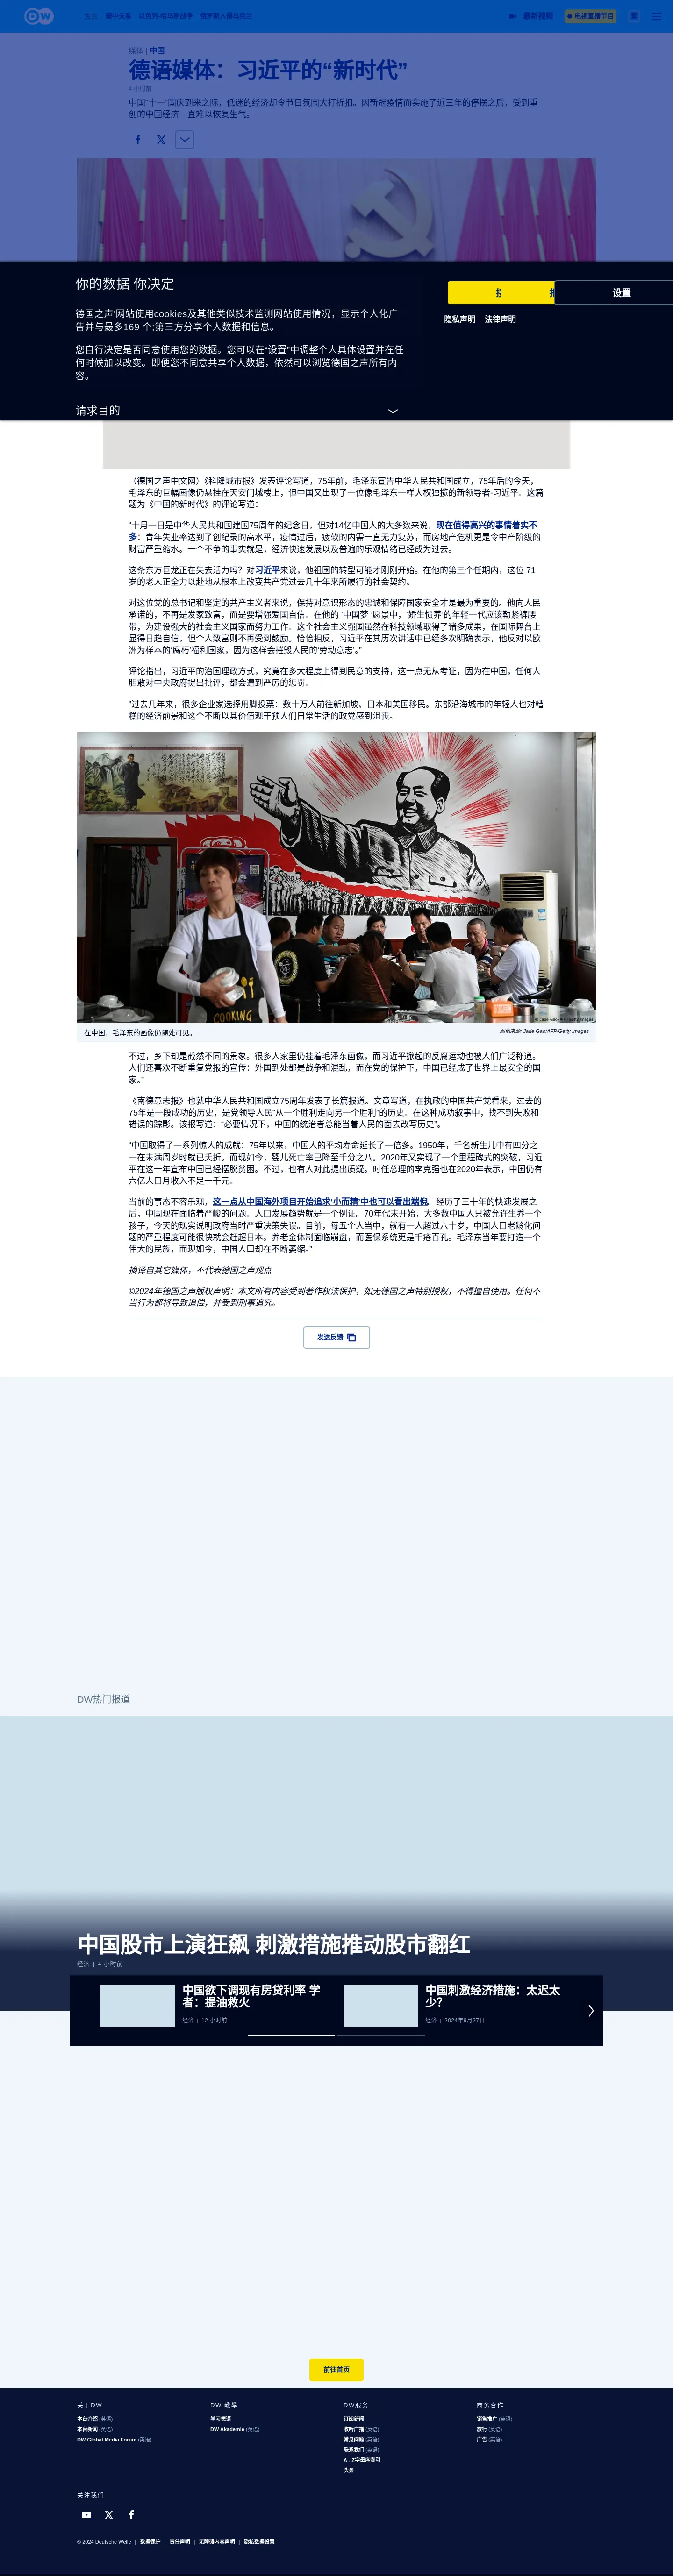 DW
德中关系 以色列-哈马斯战争 俄罗斯入侵乌克兰
最新视频
电视直播节目
繁
媒体 | 中国
德语媒体：习近平的“新时代”
4 小时前
中国“十一”国庆到来之际，低迷的经济却令节日氛围大打折扣。因新冠疫情而实施了近三年的停摆之后，受到重
创的中国经济一直难以恢复生气。
你的数据 你决定
德国之声'网站使用cookies及其他类似技术监测网站使用情况，显示个人化广
告并与最多169 个;第三方分享个人数据和信息。
您自行决定是否同意使用您的数据。您可以在“设置”中调整个人具体设置并在任
何时候加以改变。即便您不同意共享个人数据，依然可以浏览德国之声所有内
容。
请求目的
设置
隐私声明 | 法律声明
（德国之声中文网）《科隆城市报》发表评论写道，75年前，毛泽东宣告中华人民共和国成立，75年后的今天，
毛泽东的巨幅画像仍悬挂在天安门城楼上，但中国又出现了一位像毛泽东一样大权独揽的新领导者-习近平。这篇
题为《中国的新时代》的评论写道：
“十月一日是中华人民共和国建国75周年的纪念日，但对14亿中国人的大多数来说，现在值得高兴的事情着实不
多：青年失业率达到了创纪录的高水平，疫情过后，疲软的内需一直无力复苏，而房地产危机更是令中产阶级的
财富严重缩水。一个不争的事实就是，经济快速发展以及普遍的乐观情绪已经成为过去。
这条东方巨龙正在失去活力吗？对习近平来说，他祖国的转型可能才刚刚开始。在他的第三个任期内，这位 71
岁的老人正全力以赴地从根本上改变共产党过去几十年来所履行的社会契约。
对这位党的总书记和坚定的共产主义者来说，保持对意识形态的忠诚和保障国家安全才是最为重要的。他向人民
承诺的，不再是发家致富，而是要增强爱国自信。在他的 ‘中国梦 ’愿景中，‘娇生惯养’的年轻一代应该勒紧裤腰
带，为建设强大的社会主义国家而努力工作。这个社会主义强国虽然在科技领域取得了诸多成果，在国际舞台上
显得日趋自信，但个人致富则不再受到鼓励。恰恰相反，习近平在其历次讲话中已经多次明确表示，他反对以欧
洲为样本的‘腐朽’福利国家，因为这样会摧毁人民的‘劳动意志‘。”
评论指出，习近平的治国理政方式，究竟在多大程度上得到民意的支持，这一点无从考证，因为在中国，任何人
胆敢对中央政府提出批评，都会遭到严厉的惩罚。
”过去几年来，很多企业家选择用脚投票：数十万人前往新加坡、日本和美国移民。东部沿海城市的年轻人也对糟
糕的经济前景和这个不断以其价值观干预人们日常生活的政党感到沮丧。
COOKING
在中国，毛泽东的画像仍随处可见。
图像来源: Jade Gao/AFP/Getty Images
不过，乡下却是截然不同的景象。很多人家里仍挂着毛泽东画像，而习近平掀起的反腐运动也被人们广泛称道。
人们还喜欢不断重复党报的宣传：外国到处都是战争和混乱，而在党的保护下，中国已经成了世界上最安全的国
家。”
《南德意志报》也就中华人民共和国成立75周年发表了长篇报道。文章写道，在执政的中国共产党看来，过去的
75年是一段成功的历史，是党领导人民“从一个胜利走向另一个胜利“的历史。在这种成功叙事中，找不到失败和
错误的踪影。该报写道：“必要情况下，中国的统治者总能当着人民的面去改写历史”。
“中国取得了一系列惊人的成就：75年以来，中国人的平均寿命延长了一倍多。1950年，千名新生儿中有四分之
一在未满周岁时就已夭折。而现如今，婴儿死亡率已降至千分之八。2020年又实现了一个里程碑式的突破，习近
平在这一年宣布中国已经摆脱贫困。不过，也有人对此提出质疑。时任总理的李克强也在2020年表示，中国仍有
六亿人口月收入不足一千元。
当前的事态不容乐观，这一点从中国海外项目开始追求‘小而精’中也可以看出端倪。经历了三十年的快速发展之
后，中国现在面临着严峻的问题。人口发展趋势就是一个例证。70年代末开始，大多数中国人只被允许生养一个
孩子，今天的现实说明政府当时严重决策失误。目前，每五个人当中，就有一人超过六十岁，中国人口老龄化问
题的严重程度可能很快就会赶超日本。养老金体制面临崩盘，而医保系统更是千疮百孔。毛泽东当年要打造一个
伟大的民族，而现如今，中国人口却在不断萎缩。”
摘译自其它媒体，不代表德国之声观点
©2024年德国之声版权声明：本文所有内容受到著作权法保护，如无德国之声特别授权，不得擅自使用。任何不
当行为都将导致追偿，并受到刑事追究。
发送反馈
DW热门报道
中国股市上演狂飙 刺激措施推动股市翻红
经济 | 4 小时前
中国欲下调现有房贷利率 学
者：提油救火
经济 | 12 小时前
中国刺激经济措施：太迟太
少？
经济 | 2024年9月27日
前往首页
关于DW
本台介绍 (英语)
本台新闻 (英语)
DW Global Media Forum (英语)
DW 教學
学习德语
DW Akademie (英语)
DW服务
订阅新闻
收听广播 (英语)
常见问题 (英语)
联系我们 (英语)
A - Z字母序索引
头条
商务合作
销售推广 (英语)
旅行 (英语)
广告 (英语)
关注我们
© 2024 Deutsche Welle | 数据保护 | 责任声明 | 无障碍内容声明 | 隐私数据设置